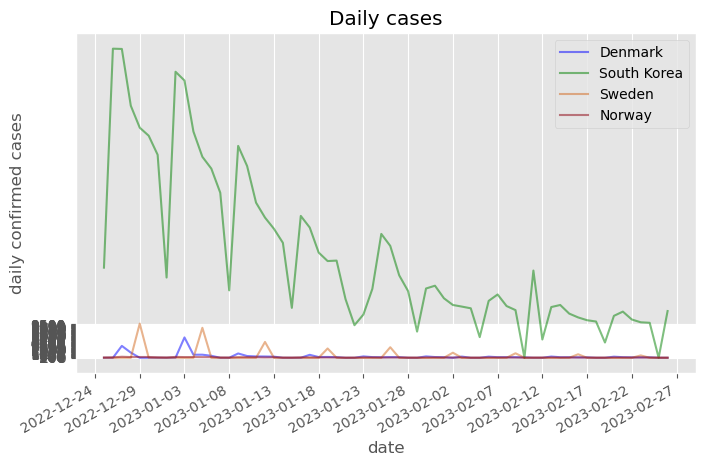 Daily cases
Denmark
South Korea
Sweden
Norway
daily confirmed cases
2022-12-24
2022-12-29
2023-01-03
2023-01-08
2023-01-13
2023-01-18
2023-01-23
2023-01-28
2023-02-02
2023-02-07
2023-02-12
2023-02-17
2023-02-22
2023-02-27
date